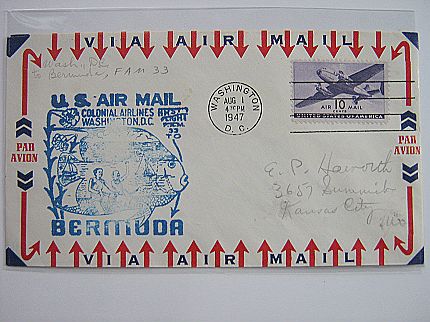 VIA AIR MAIL
Wash. D.C.
to Bermuda, FAM 33
U.S. AIR MAIL
COLONIAL AIRLINES
WASHINGTON, D.C.
FIRST
FLIGHT
F.A.M.
33
TO
BERMUDA
WASHINGTON
AUG 1
4 PM
1947
D. C.
AIR 10 MAIL
CENTS
UNITED STATES OF AMERICA
PAR
AVION
PAR
AVION
E. P. Haworth
3657 Summit
Kansas City
VIA AIR MAIL